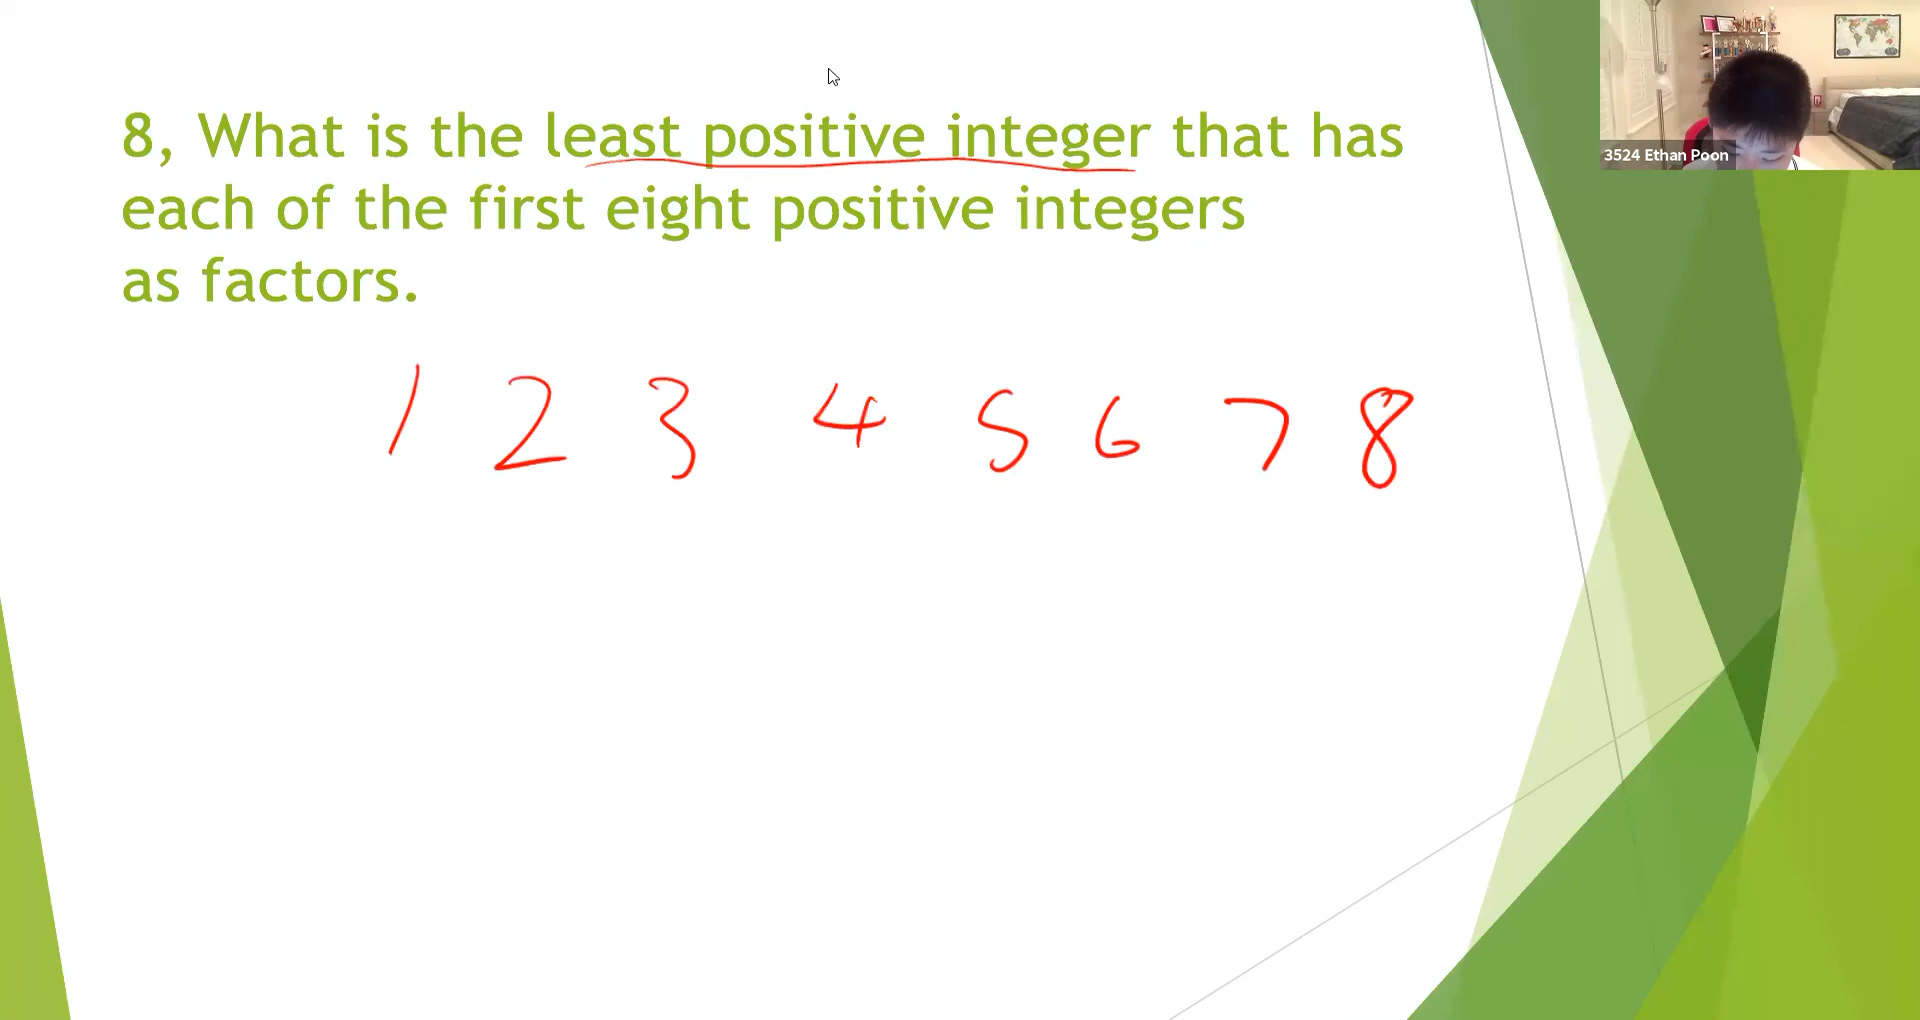 3524 Ethan Poon
8, What is the least positive integer that has
each of the first eight positive integers
as factors.
1 2 3 4 5 6 7 8